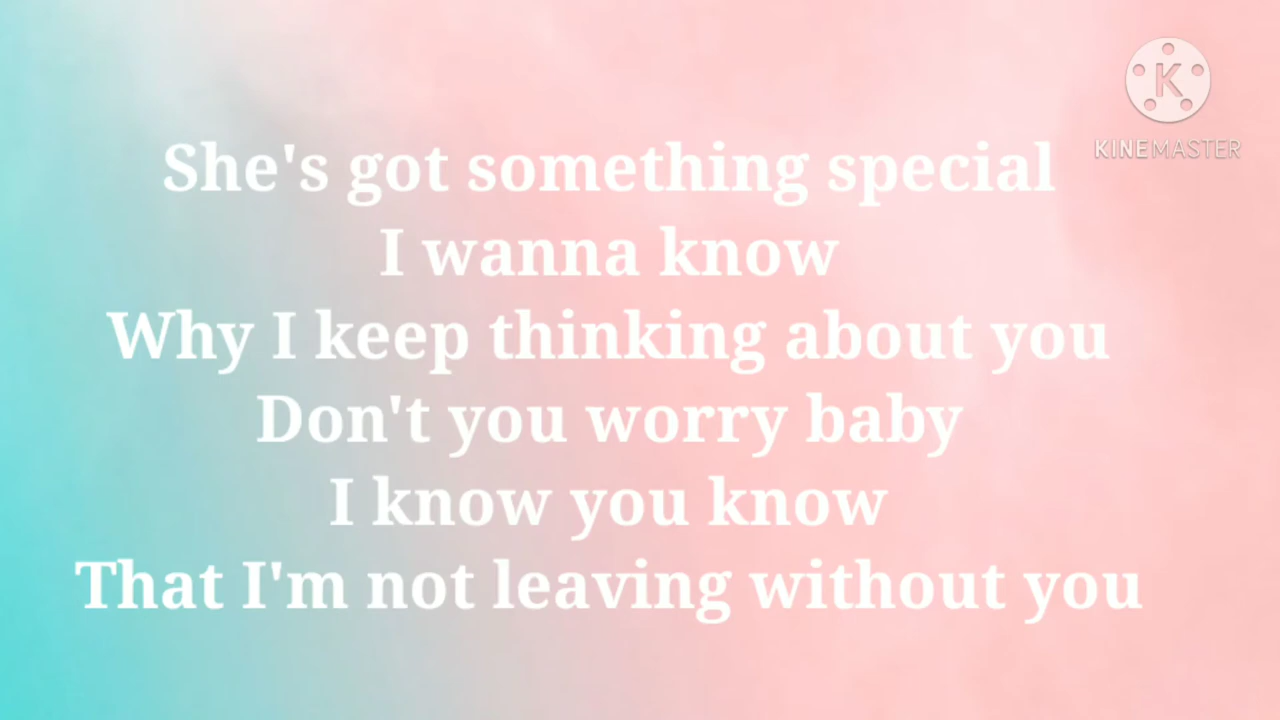 K
KINEMASTER
She's got something special
I wanna know
Why I keep thinking about you
Don't you worry baby
I know you know
That I'm not leaving without you